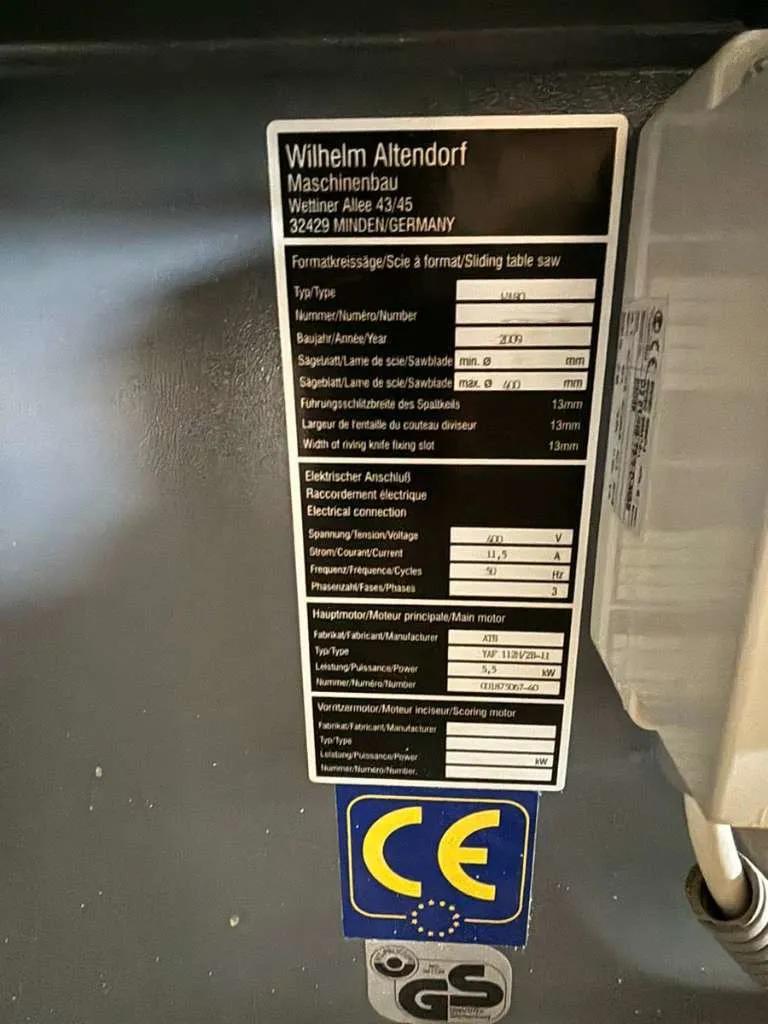 Wilhelm Altendorf
Maschinenbau
Wettiner Allee 43/45
32429 MINDEN/GERMANY
Formatkreissäge/Scie à format/Sliding table saw
Typ/Type
Nummer/Numéro/Number
Baujahr/Année/Year 2009
Sägeblatt/Lame de scie/Sawblade min. Ø mm
Sägeblatt/Lame de scie/Sawblade max. Ø 400 mm
Führungsschlitzbreite des Spaltkeils 13mm
Largeur de l'entaille du couteau diviseur 13mm
Width of riving knife fixing slot 13mm
Elektrischer Anschluß
Raccordement électrique
Electrical connection
Spannung/Tension/Voltage 400 V
Strom/Courant/Current 11,5 A
Frequenz/Fréquence/Cycles 50 Hz
Phasenzahl/Fases/Phases 3
Hauptmotor/Moteur principale/Main motor
Fabrikat/Fabricant/Manufacturer ATB
Typ/Type YAF 112M/2B-11
Leistung/Puissance/Power 5,5 kW
Nummer/Numéro/Number
Vorritzermotor/Moteur inciseur/Scoring motor
Fabrikat/Fabricant/Manufacturer
Typ/Type
Leistung/Puissance/Power kW
Nummer/Numéro/Number.
CE
GS